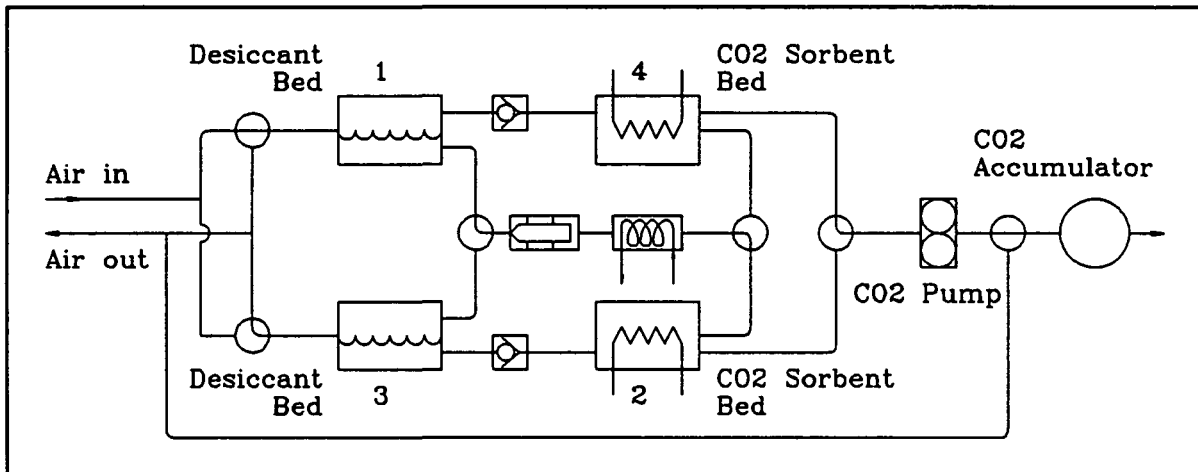 Desiccant
Bed
1
4
CO2 Sorbent
Bed
CO2
Accumulator
Air in
Air out
CO2 Pump
Desiccant
Bed
3
2
CO2 Sorbent
Bed